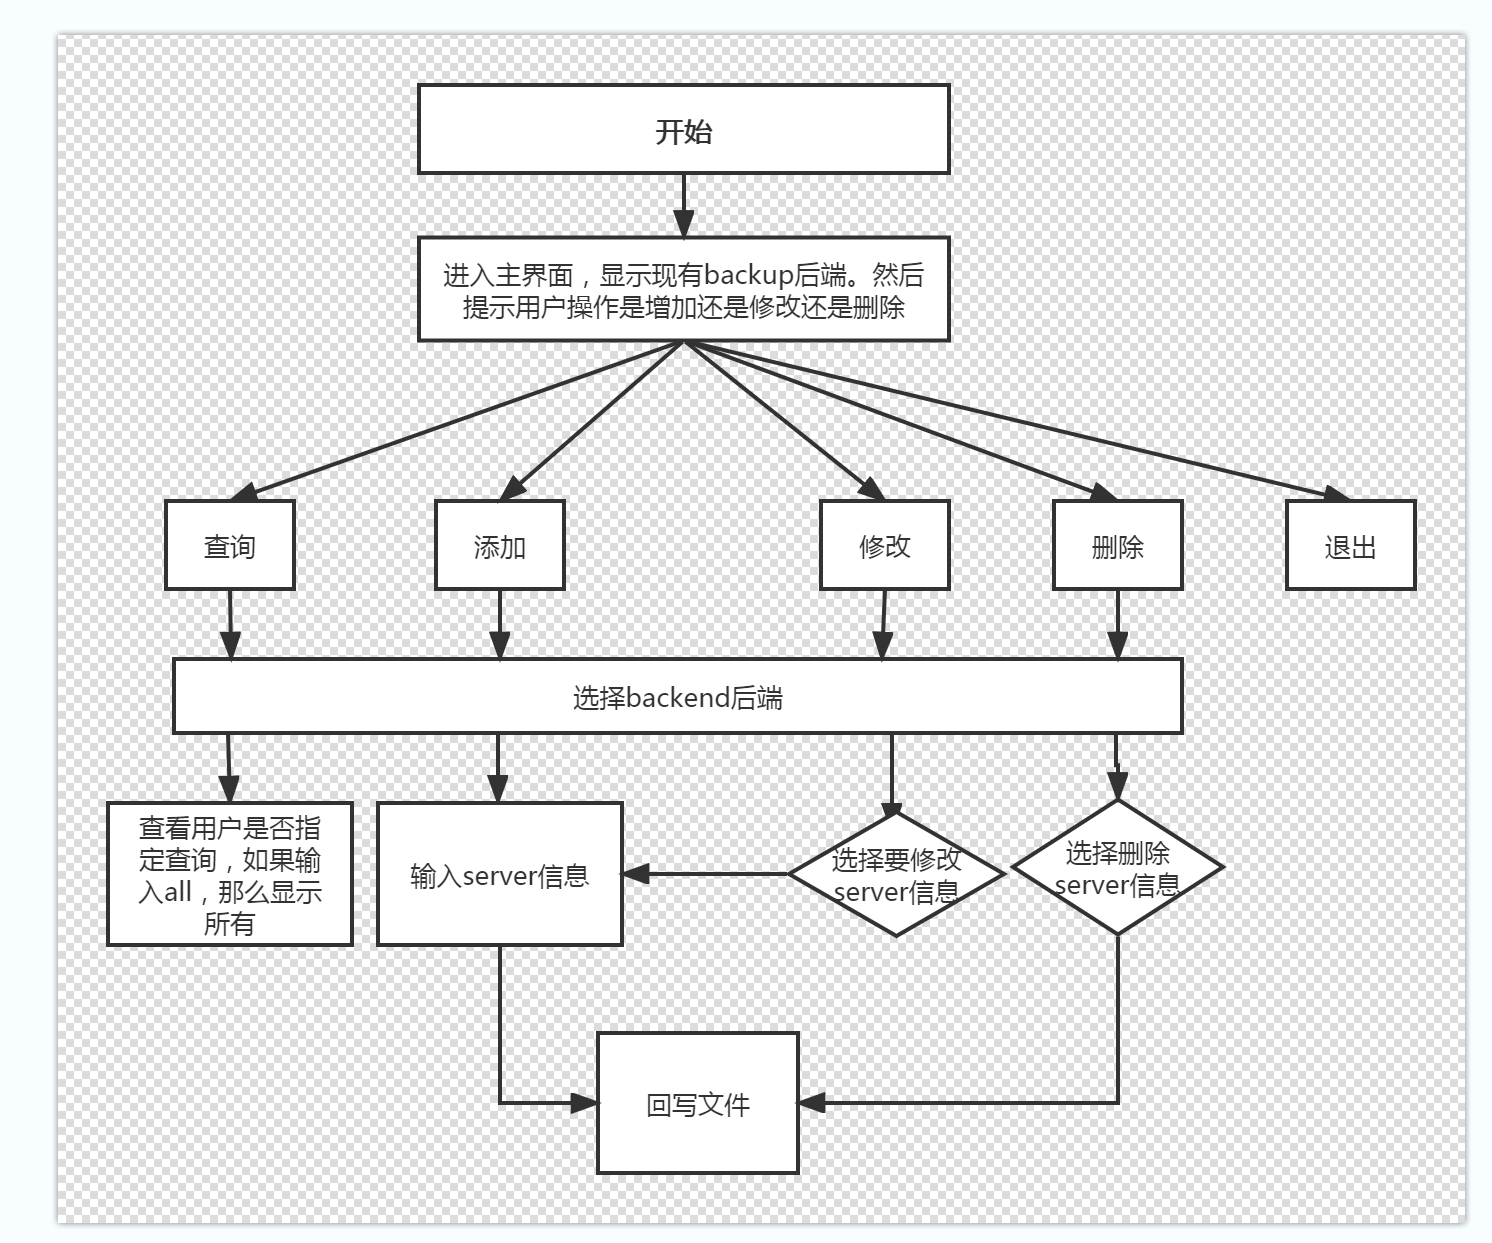 开始
进入主界面，显示现有backup后端。然后
提示用户操作是增加还是修改还是删除
查询
添加
修改
删除
退出
选择backend后端
查看用户是否指
定查询，如果输
入all，那么显示
所有
输入server信息
选择要修改
server信息
选择删除
server信息
回写文件